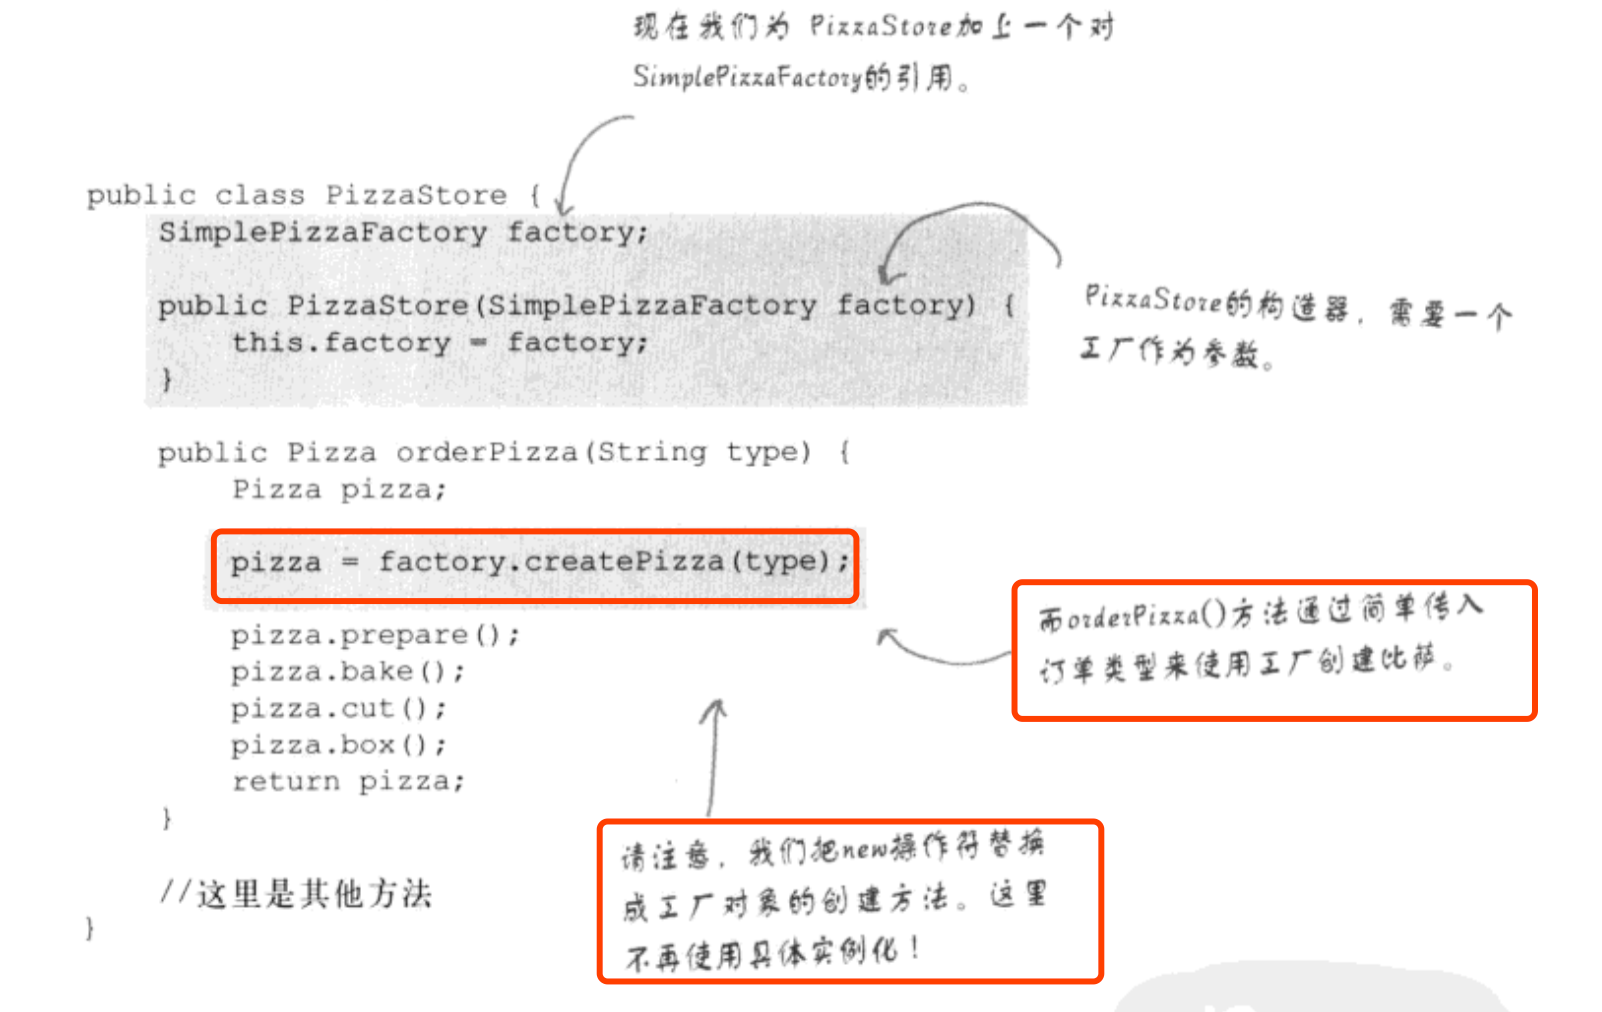 现在我们为 PizzaStore加上一个对
SimplePizzaFactory的引用。
public class PizzaStore {
SimplePizzaFactory factory;
public PizzaStore(SimplePizzaFactory factory) {
this.factory = factory;
}
PizzaStore的构造器，需要一个
工厂作为参数。
public Pizza orderPizza(String type) {
Pizza pizza;
pizza = factory.createPizza(type);
而orderPizza()方法通过简单传入
订单类型来使用工厂创建比萨。
pizza.prepare();
pizza.bake();
pizza.cut();
pizza.box();
return pizza;
}
请注意，我们把new操作符替换
成工厂对象的创建方法。这里
不再使用具体实例化！
//这里是其他方法
}